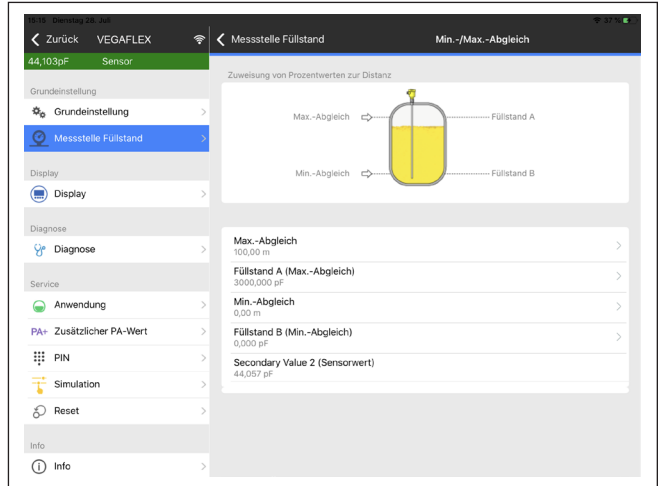 15:15 Dienstag 28. Juli
37 %
Zurück VEGAFLEX
Messstelle Füllstand
Min.-/Max.-Abgleich
44,103pF Sensor
Grundeinstellung
Grundeinstellung
Messstelle Füllstand
Display
Display
Diagnose
Diagnose
Service
Anwendung
PA+ Zusätzlicher PA-Wert
PIN
Simulation
Reset
Info
Info
Zuweisung von Prozentwerten zur Distanz
Max.-Abgleich
Füllstand A
Min.-Abgleich
Füllstand B
Max.-Abgleich
100,00 m
Füllstand A (Max.-Abgleich)
3000,000 pF
Min.-Abgleich
0,00 m
Füllstand B (Min.-Abgleich)
0,000 pF
Secondary Value 2 (Sensorwert)
44,057 pF